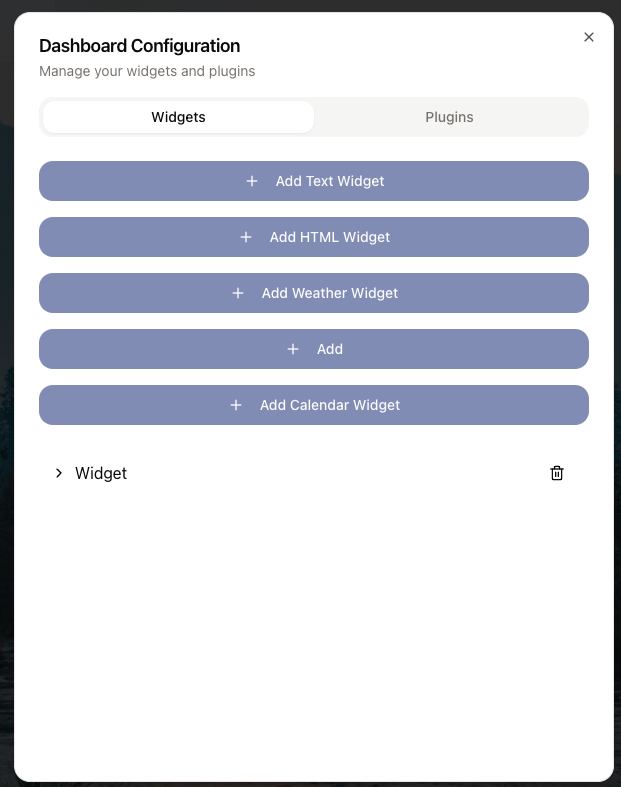 Dashboard Configuration
Manage your widgets and plugins
Widgets
Plugins
Add Text Widget
Add HTML Widget
Add Weather Widget
Add
Add Calendar Widget
Widget